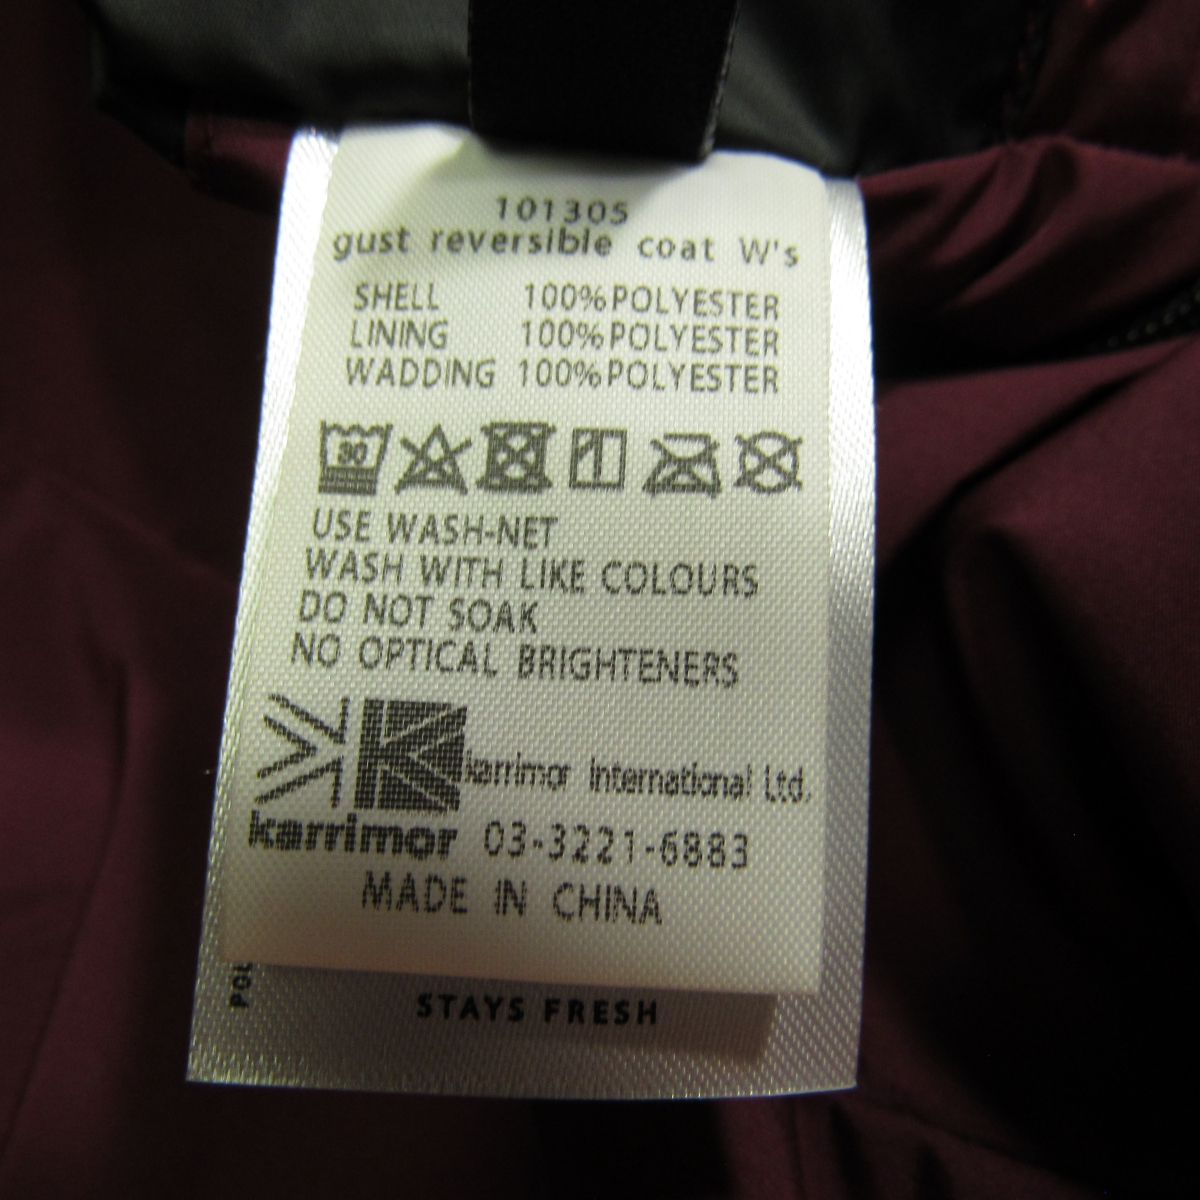 101305
gust reversible coat W's
SHELL 100%POLYESTER
LINING 100%POLYESTER
WADDING 100%POLYESTER
30
USE WASH-NET
WASH WITH LIKE COLOURS
DO NOT SOAK
NO OPTICAL BRIGHTENERS
karrimor International Ltd.
karrimor 03-3221-6883
MADE IN CHINA
STAYS FRESH